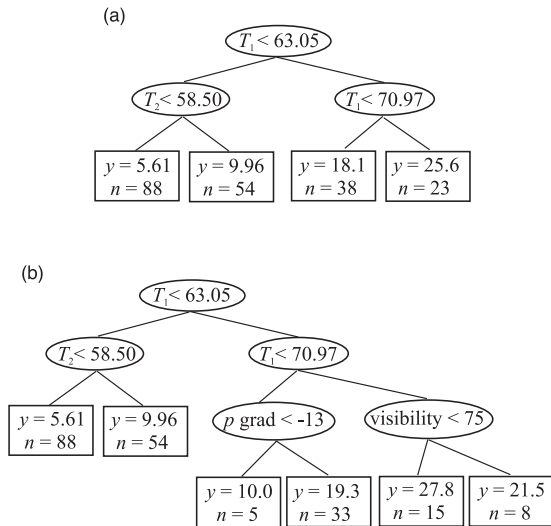 (a)
T₁ < 63.05
T₂ < 58.50
T₁ < 70.97
y = 5.61
n = 88
y = 9.96
n = 54
y = 18.1
n = 38
y = 25.6
n = 23
(b)
T₁ < 63.05
T₂ < 58.50
T₁ < 70.97
y = 5.61
n = 88
y = 9.96
n = 54
p grad < -13
visibility < 75
y = 10.0
n = 5
y = 19.3
n = 33
y = 27.8
n = 15
y = 21.5
n = 8